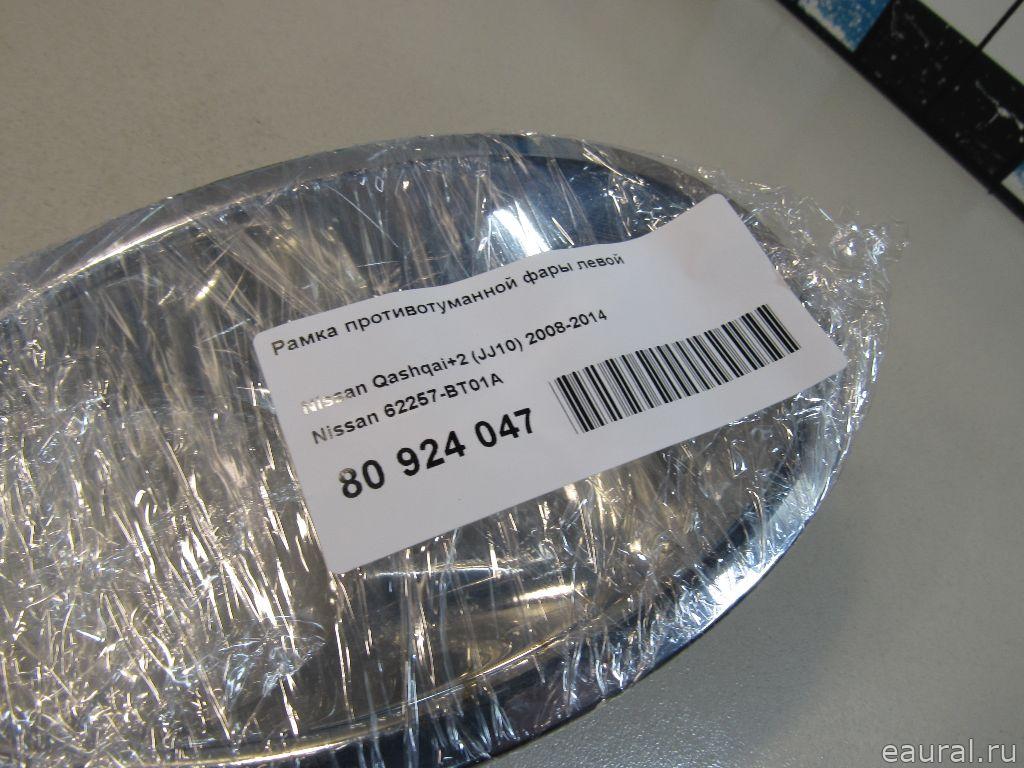 Рамка противотуманной фары левой
Nissan Qashqai+2 (JJ10) 2008-2014
Nissan 62257-BT01A
80 924 047
eaural.ru